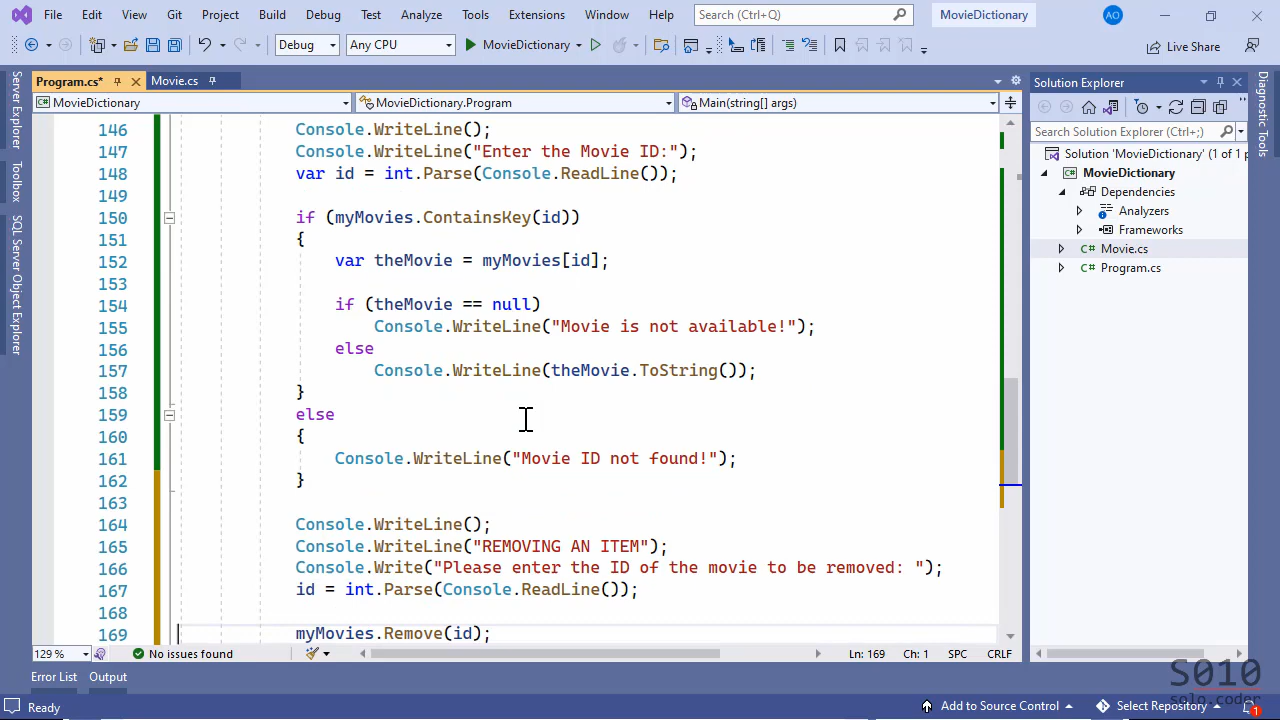 File Edit View Git Project Build Debug Test Analyze Tools Extensions Window Help Search (Ctrl+Q) MovieDictionary AO
Debug Any CPU MovieDictionary Live Share
Program.cs* Movie.cs
MovieDictionary MovieDictionary.Program Main(string[] args)
Server Explorer
Toolbox
SQL Server Object Explorer
146 Console.WriteLine();
147 Console.WriteLine("Enter the Movie ID:");
148 var id = int.Parse(Console.ReadLine());
149
150 if (myMovies.ContainsKey(id))
151 {
152 var theMovie = myMovies[id];
153
154 if (theMovie == null)
155 Console.WriteLine("Movie is not available!");
156 else
157 Console.WriteLine(theMovie.ToString());
158 }
159 else
160 {
161 Console.WriteLine("Movie ID not found!");
162 }
163
164 Console.WriteLine();
165 Console.WriteLine("REMOVING AN ITEM");
166 Console.Write("Please enter the ID of the movie to be removed: ");
167 id = int.Parse(Console.ReadLine());
168
169 myMovies.Remove(id);
129 % No issues found Ln: 169 Ch: 1 SPC CRLF
Solution Explorer
Search Solution Explorer (Ctrl+;)
Solution 'MovieDictionary' (1 of 1 p
MovieDictionary
Dependencies
Analyzers
Frameworks
Movie.cs
Program.cs
Diagnostic Tools
S010
solo.coder
Error List Output
Ready Add to Source Control Select Repository 1